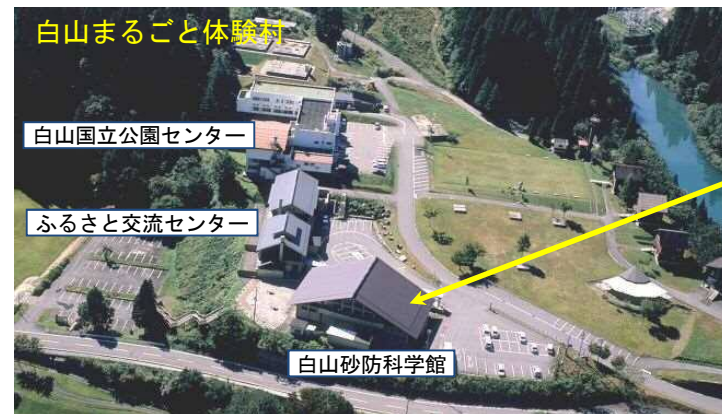 白山まるごと体験村
白山国立公園センター
ふるさと交流センター
白山砂防科学館